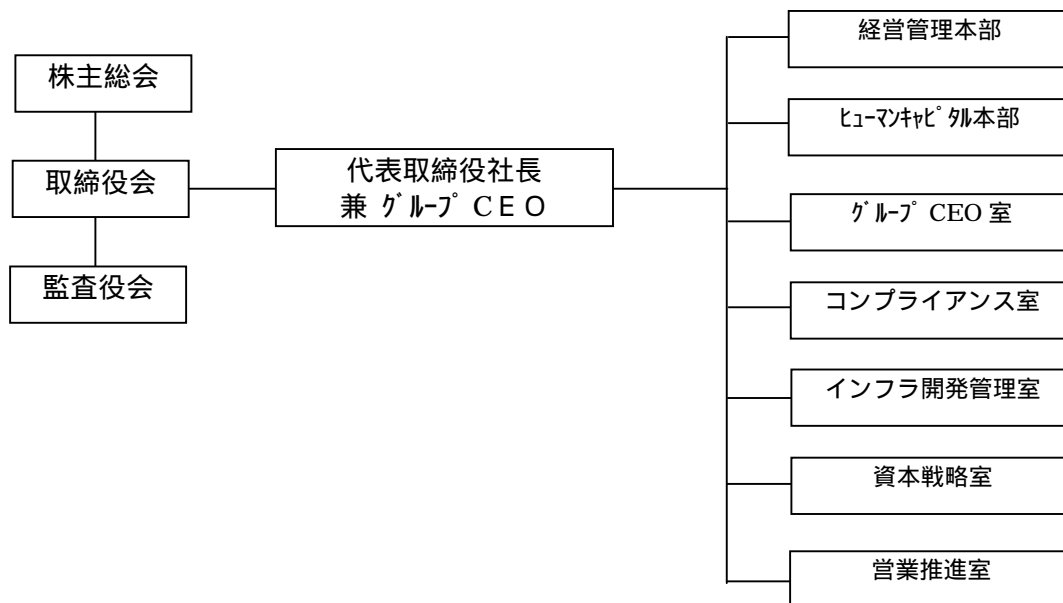 株主総会
取締役会
監査役会
代表取締役社長
兼 ｸﾞﾙｰﾌﾟ ＣＥＯ
経営管理本部
ﾋｭｰﾏﾝｷｬﾋﾟﾀﾙ本部
ｸﾞﾙｰﾌﾟ CEO 室
コンプライアンス室
インフラ開発管理室
資本戦略室
営業推進室